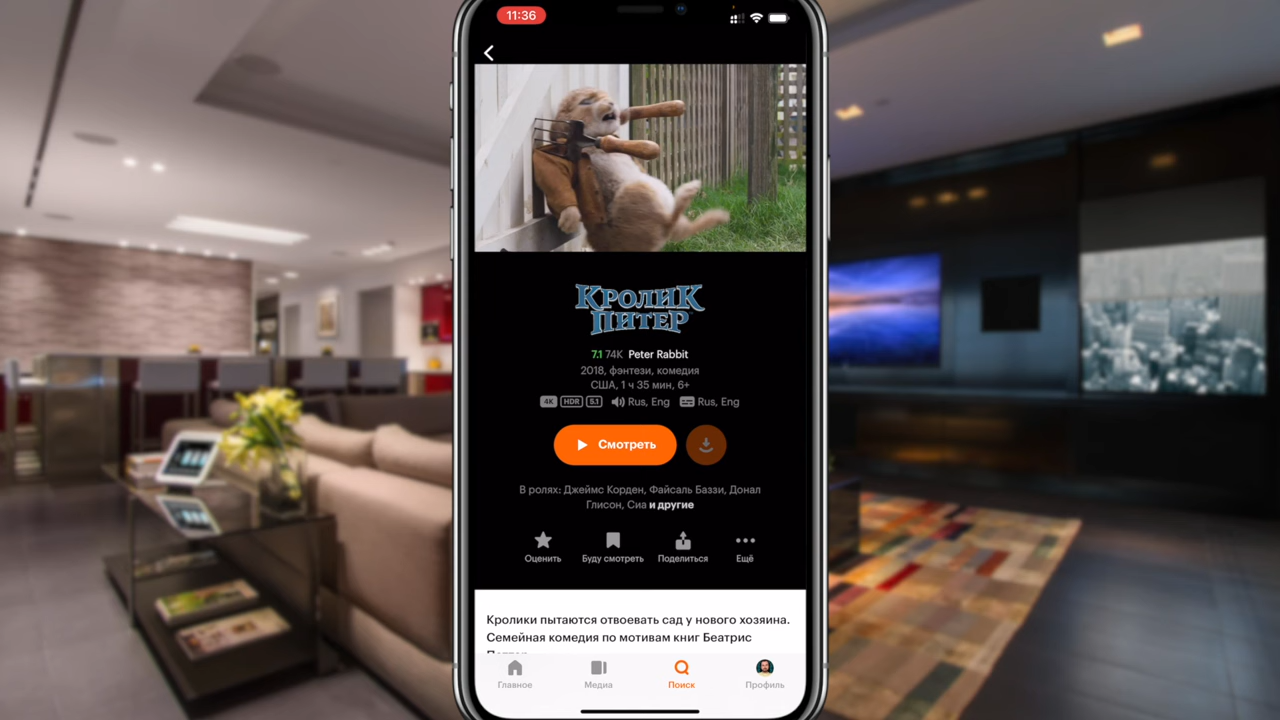 11:36
КРОЛИК
ПИТЕР
7.1 74K Peter Rabbit
2018, фэнтези, комедия
США, 1 ч 35 мин, 6+
4K HDR 5.1 Rus, Eng Rus, Eng
Смотреть
В ролях: Джеймс Корден, Файсаль Баззи, Донал
Глисон, Сиа и другие
Оценить Буду смотреть Поделиться Ещё
Кролики пытаются отвоевать сад у нового хозяина.
Семейная комедия по мотивам книг Беатрис
Главное Медиа Поиск Профиль